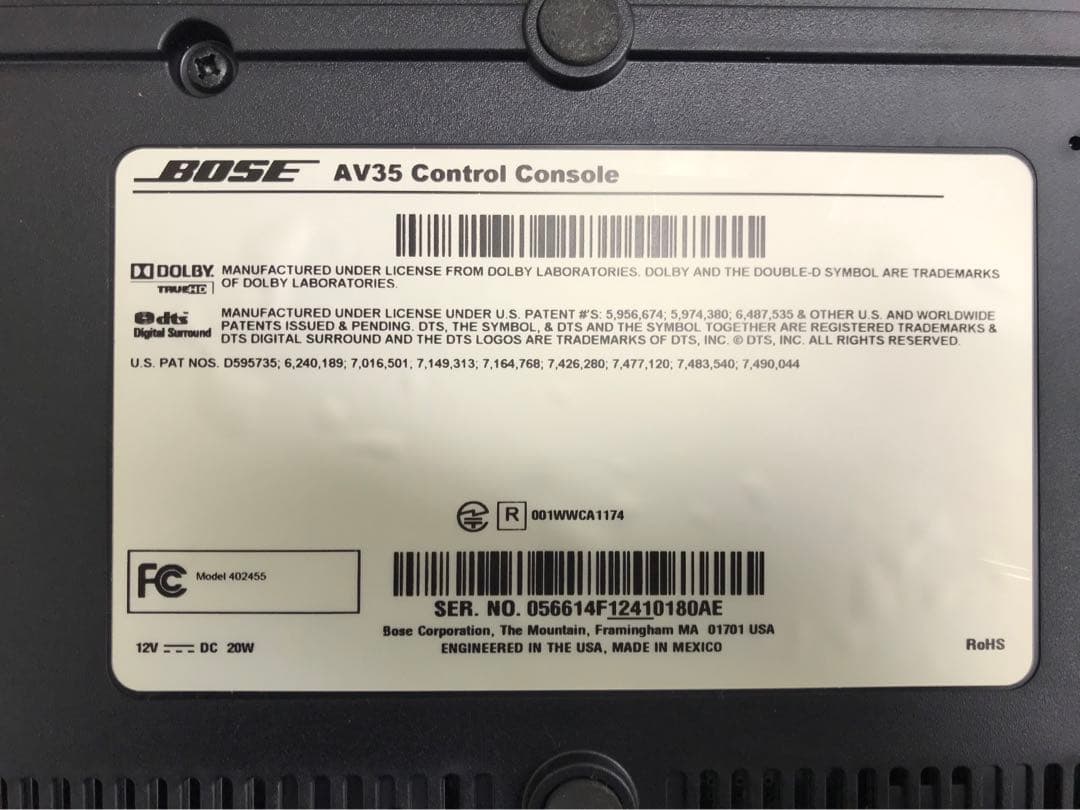 BOSE AV35 Control Console
DOLBY. MANUFACTURED UNDER LICENSE FROM DOLBY LABORATORIES. DOLBY AND THE DOUBLE-D SYMBOL ARE TRADEMARKS
TRUEHD OF DOLBY LABORATORIES.
dts MANUFACTURED UNDER LICENSE UNDER U.S. PATENT #'S: 5,956,674; 5,974,380; 6,487,535 & OTHER U.S. AND WORLDWIDE
Digital Surround PATENTS ISSUED & PENDING. DTS, THE SYMBOL, & DTS AND THE SYMBOL TOGETHER ARE REGISTERED TRADEMARKS &
DTS DIGITAL SURROUND AND THE DTS LOGOS ARE TRADEMARKS OF DTS, INC. © DTS, INC. ALL RIGHTS RESERVED.
U.S. PAT NOS. D595735; 6,240,189; 7,016,501; 7,149,313; 7,164,768; 7,426,280; 7,477,120; 7,483,540; 7,490,044
R 001WWCA1174
FC Model 402455
SER. NO. 056614F12410180AE
Bose Corporation, The Mountain, Framingham MA 01701 USA
12V DC 20W ENGINEERED IN THE USA, MADE IN MEXICO RoHS